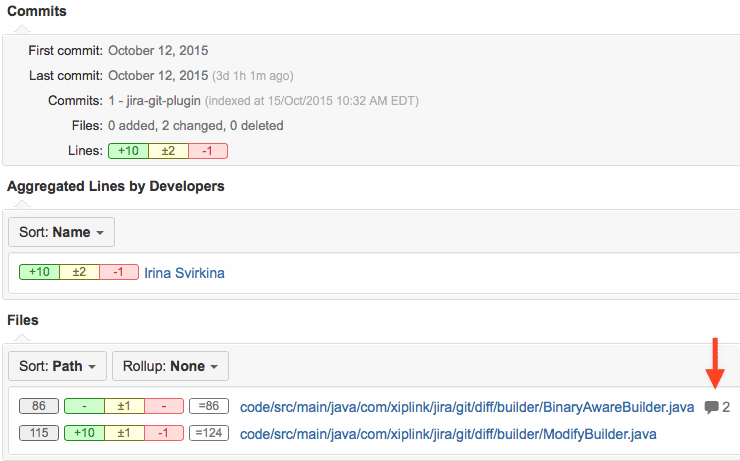 Commits
First commit: October 12, 2015
Last commit: October 12, 2015 (3d 1h 1m ago)
Commits: 1 - jira-git-plugin (indexed at 15/Oct/2015 10:32 AM EDT)
Files: 0 added, 2 changed, 0 deleted
Lines: +10 ±2 -1
Aggregated Lines by Developers
Sort: Name
+10 ±2 -1 Irina Svirkina
Files
Sort: Path Rollup: None
86 - ±1 - =86 code/src/main/java/com/xiplink/jira/git/diff/builder/BinaryAwareBuilder.java 2
115 +10 ±1 -1 =124 code/src/main/java/com/xiplink/jira/git/diff/builder/ModifyBuilder.java